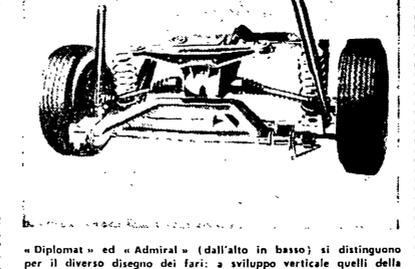 « Diplomat » ed « Admiral » (dall'alto in basso) si distinguono
per il diverso disegno dei fari: a sviluppo verticale quelli della